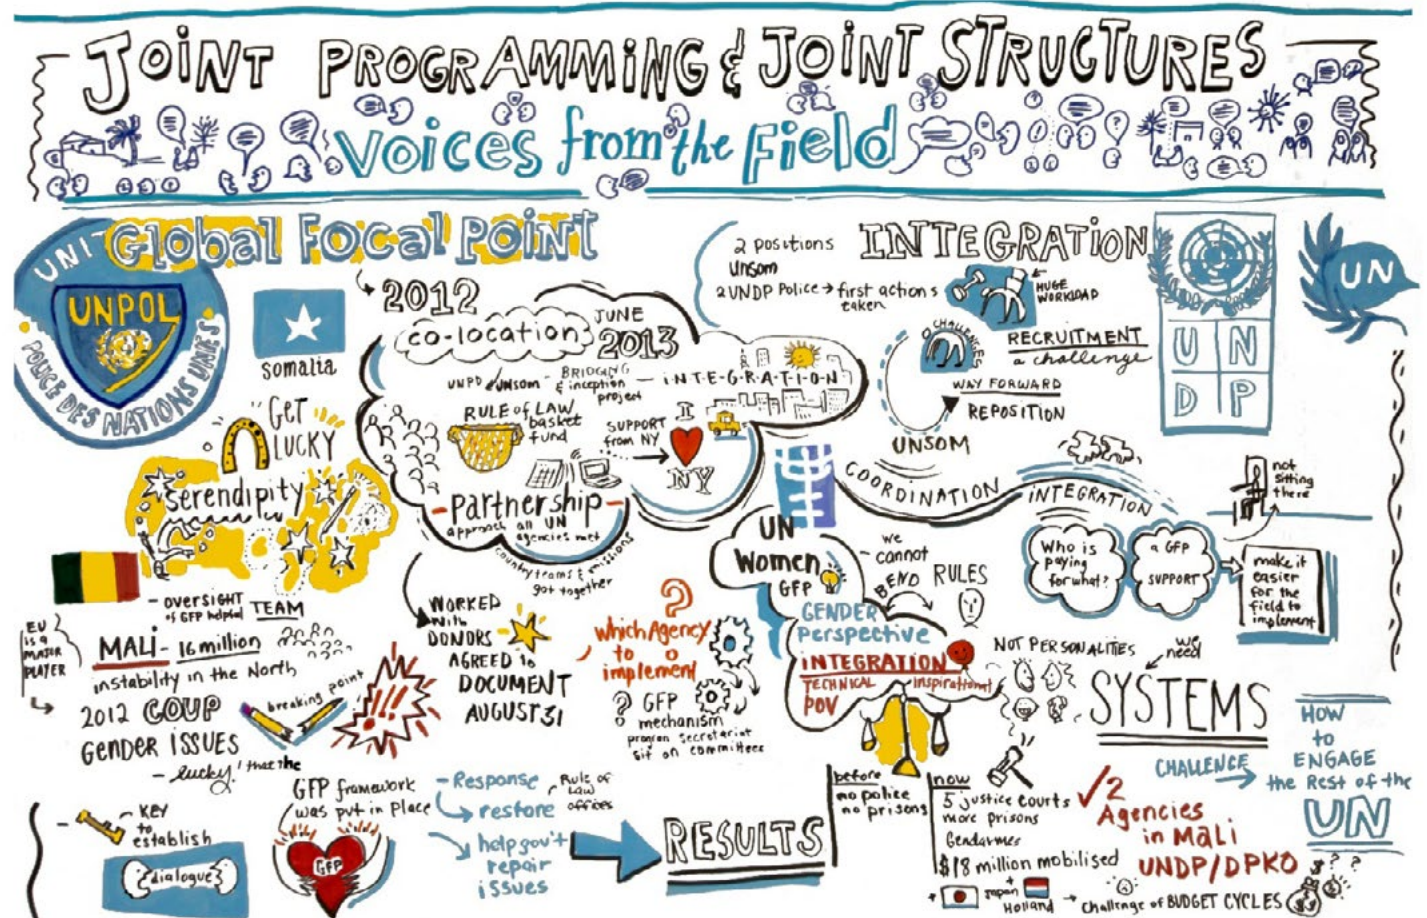 JOINT PROGRAMMING & JOINT STRUCTURES
Voices from the Field
Global Focal Point
UNPOL
POLICE DES NATIONS UNIES
somalia
GET
LUCKY
serendipity
2012
co-location
JUNE
2013
UNPD & UNSOM - BRIDGING
& inception
project
- I-N-T-E-G-R-A-T-I-O-N
RULE of LAW
basket
fund
SUPPORT
from NY
I
NY
-partnership-
approach all UN
agencies met
country teams & missions
got together
2 positions
Unsom
2 UNDP Police → first actions
taken
INTEGRATION
HUGE
WORKLOAD
CHALLENGES
RECRUITMENT
a challenge
WAY FORWARD
REPOSITION
UNSOM
U N
D P
UN
COORDINATION
INTEGRATION
not
sitting
there
Who is
paying
for what?
a GFP
SUPPORT
make it
easier
for the
field to
implement
UN
Women
GFP
- we
cannot
BEND RULES
GENDER
Perspective
INTEGRATION
TECHNICAL inspirational
POV
NOT PERSONALITIES
we
need
SYSTEMS
- OVERSIGHT
of GFP helpful TEAM
EU
is a
MAJOR
PLAYER
MALI - 16 million
instability in the North
2012 COUP
GENDER ISSUES
- lucky! that the
breaking point
!!!
WORKED
with
DONORS
AGREED to
DOCUMENT
AUGUST 31
?
which Agency
to
implement
? GFP
mechanism
program secretariat
sit on committees
GFP framework
was put in place
GFP
- KEY
to
establish
dialogue
- Response
restore
Rule of
Law
offices
help gov't
repair
issues
RESULTS
before
no police
no prisons
now
5 justice courts
more prisons
Gendarmes
$18 million mobilised
+ Japan
+ Holland
→ Challenge of BUDGET CYCLES
$ ? ?
✓2
Agencies
in Mali
UNDP/DPKO
CHALLENGE →
HOW
to
ENGAGE
the Rest of the
UN